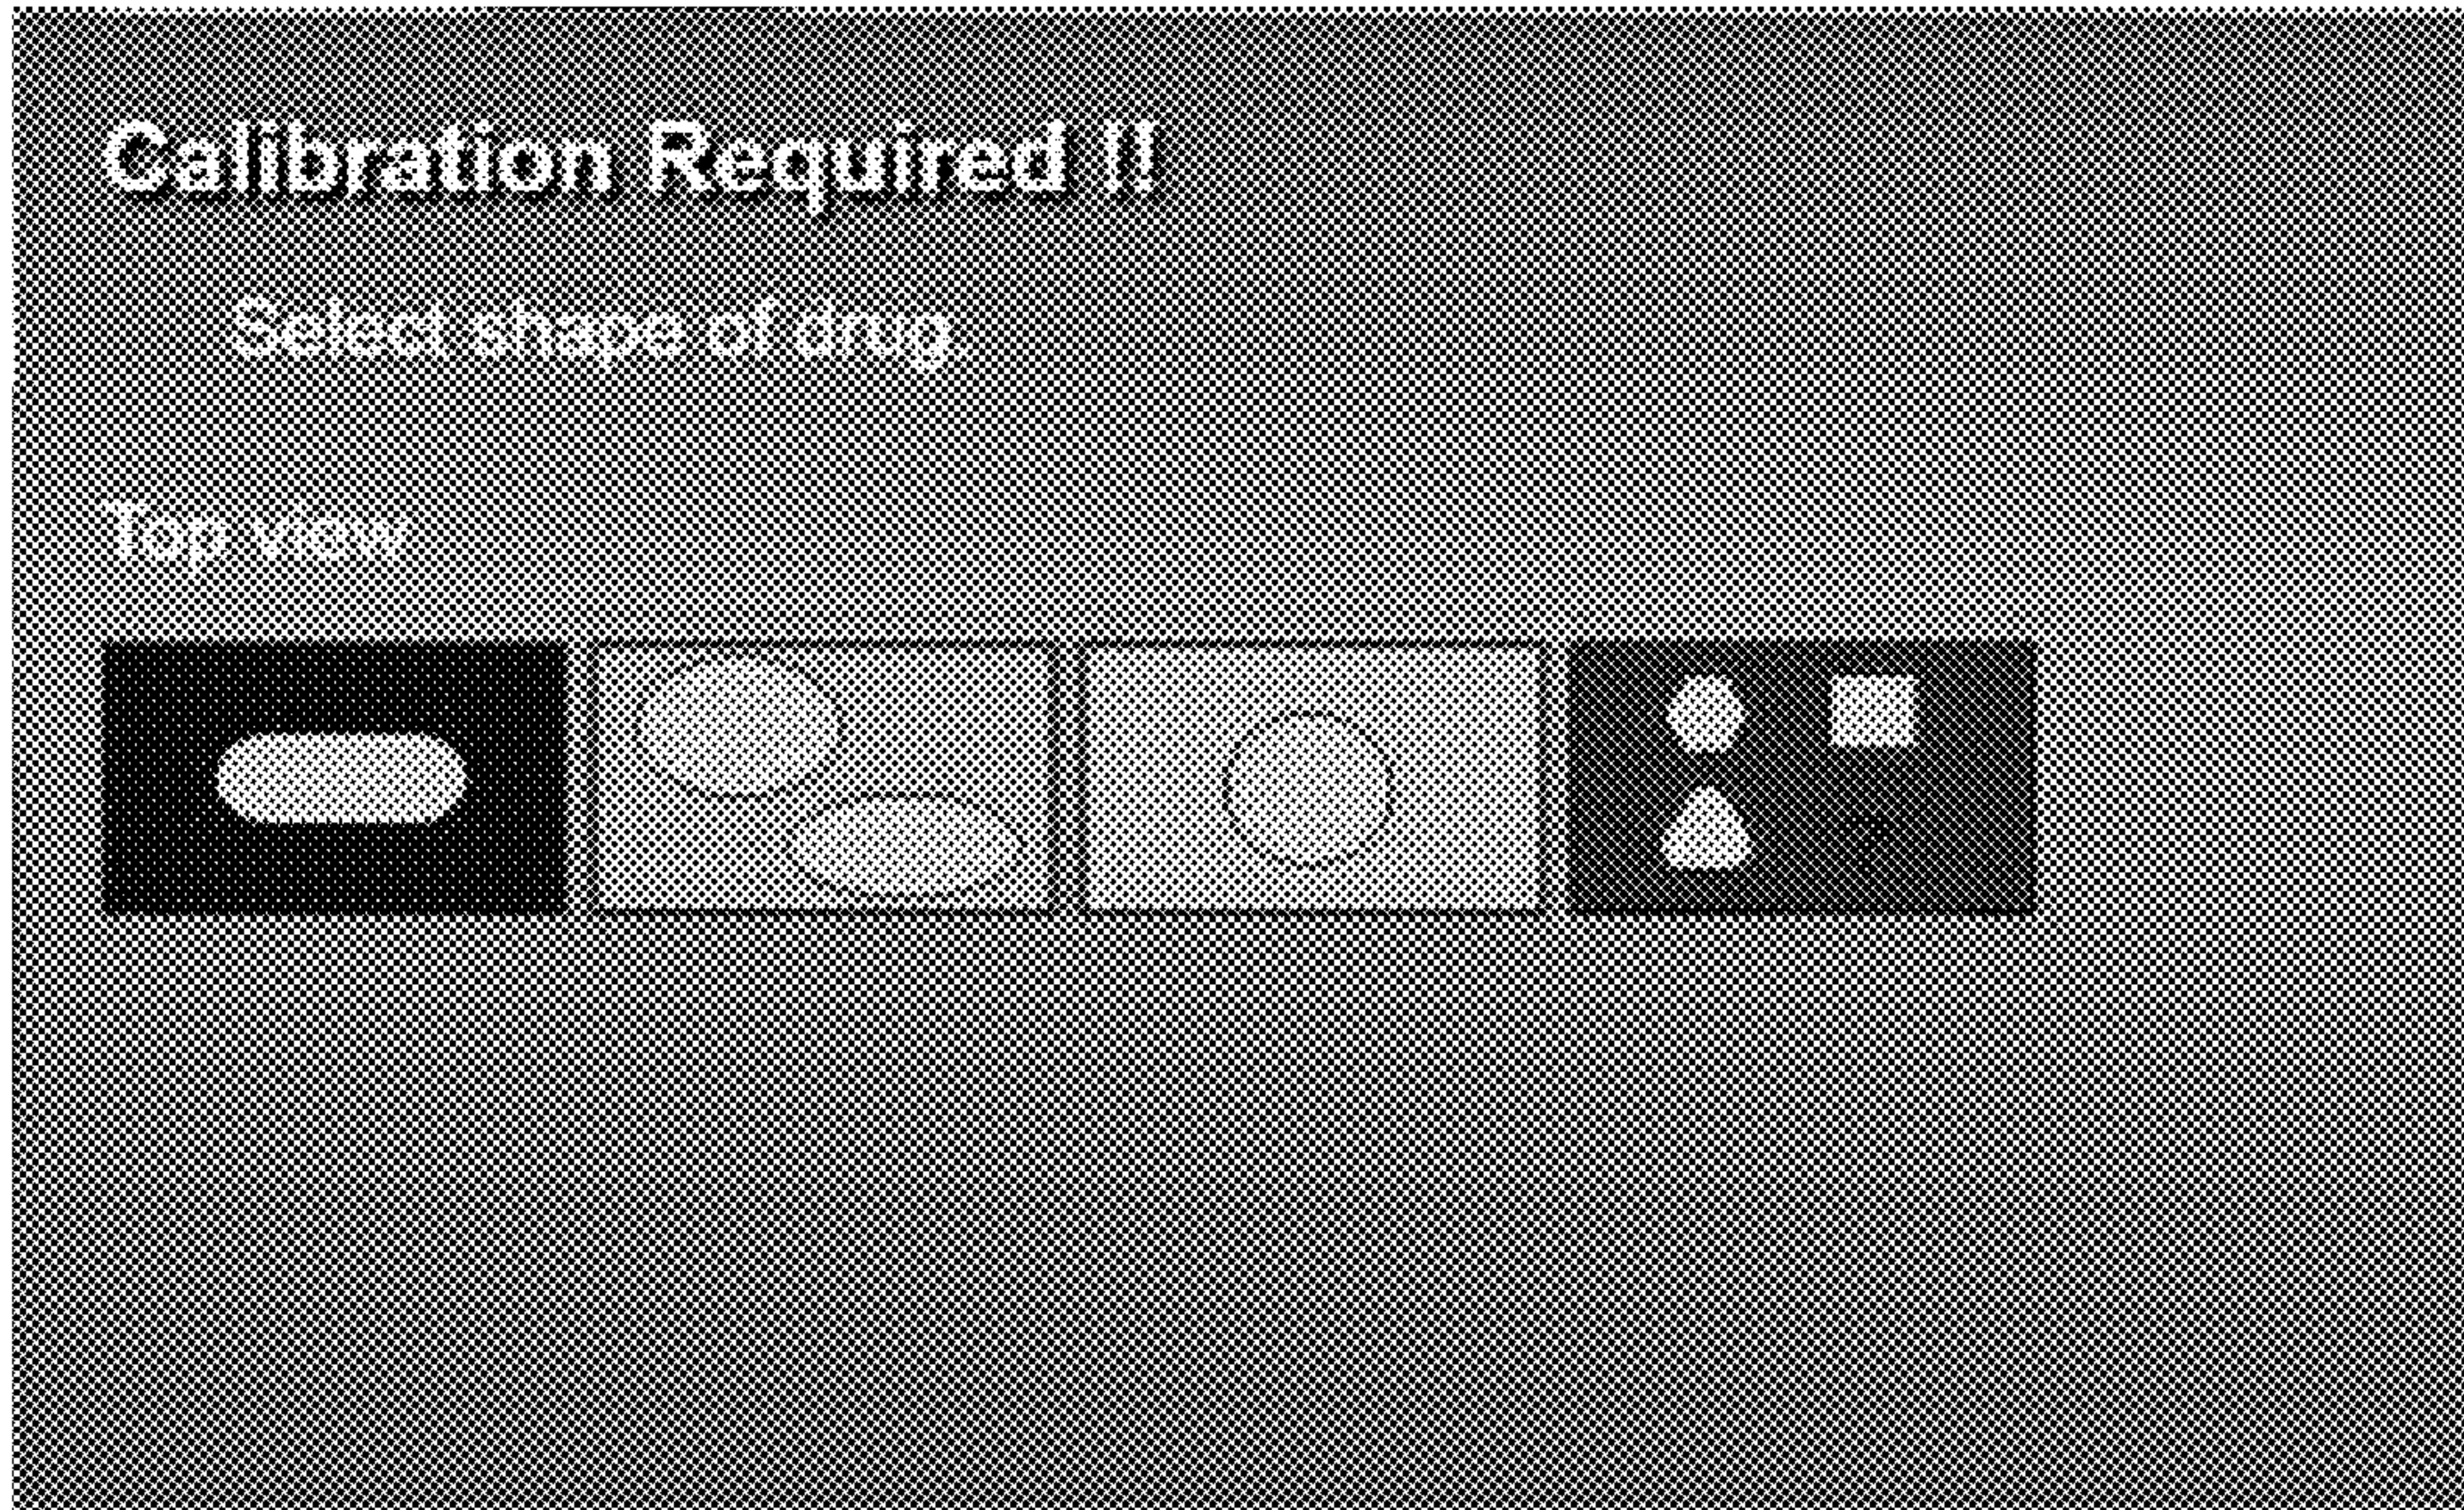 Calibration Required !!
Select shape of drug.
Top view
?